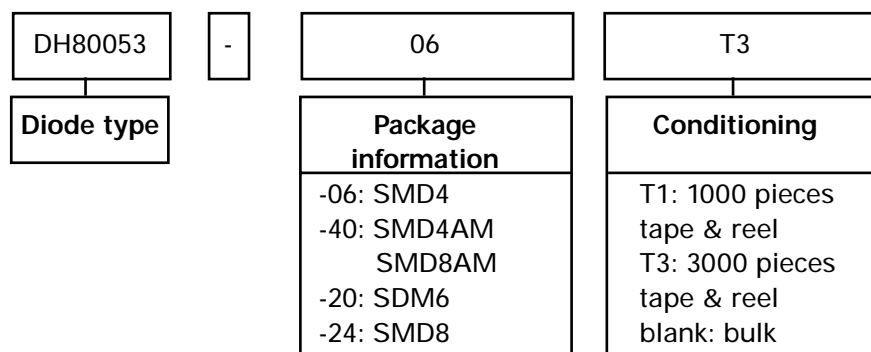 DH80053 - 06 T3
Diode type
Package
information
Conditioning
-06: SMD4
-40: SMD4AM
SMD8AM
-20: SDM6
-24: SMD8
T1: 1000 pieces
tape & reel
T3: 3000 pieces
tape & reel
blank: bulk